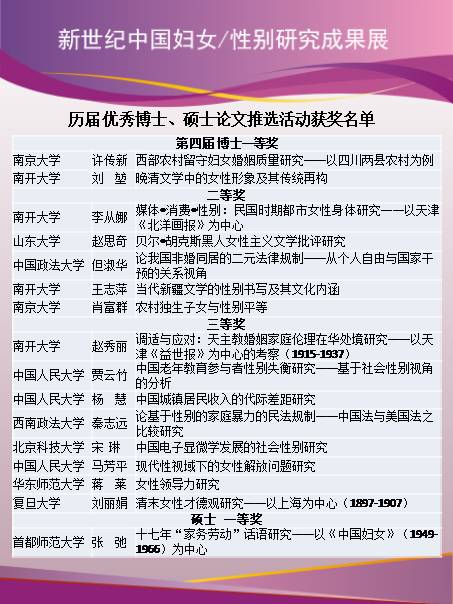 新世纪中国妇女/性别研究成果展
历届优秀博士、硕士论文推选活动获奖名单
第四届博士一等奖
南京大学 许传新 西部农村留守妇女婚姻质量研究——以四川两县农村为例
南开大学 刘 堃 晚清文学中的女性形象及其传统再构
二等奖
南开大学 李从娜 媒体•消费•性别：民国时期都市女性身体研究——以天津
《北洋画报》为中心
山东大学 赵思奇 贝尔•胡克斯黑人女性主义文学批评研究
中国政法大学 但淑华 论我国非婚同居的二元法律规制——从个人自由与国家干
预的关系视角
南开大学 王志萍 当代新疆文学的性别书写及其文化内涵
南京大学 肖富群 农村独生子女与性别平等
三等奖
南开大学 赵秀丽 调适与应对：天主教婚姻家庭伦理在华处境研究——以天
津《益世报》为中心的考察（1915-1937）
中国人民大学 贾云竹 中国老年教育参与者性别失衡研究——基于社会性别视角
的分析
中国人民大学 杨 慧 中国城镇居民收入的代际差距研究
西南政法大学 秦志远 论基于性别的家庭暴力的民法规制——中国法与美国法之
比较研究
北京科技大学 宋 琳 中国电子显微学发展的社会性别研究
中国人民大学 马芳平 现代性视域下的女性解放问题研究
华东师范大学 蒋 莱 女性领导力研究
复旦大学 刘丽娟 清末女性才德观研究——以上海为中心（1897-1907）
硕士 一等奖
首都师范大学 张 弛 十七年“家务劳动”话语研究——以《中国妇女》（1949-
1966）为中心